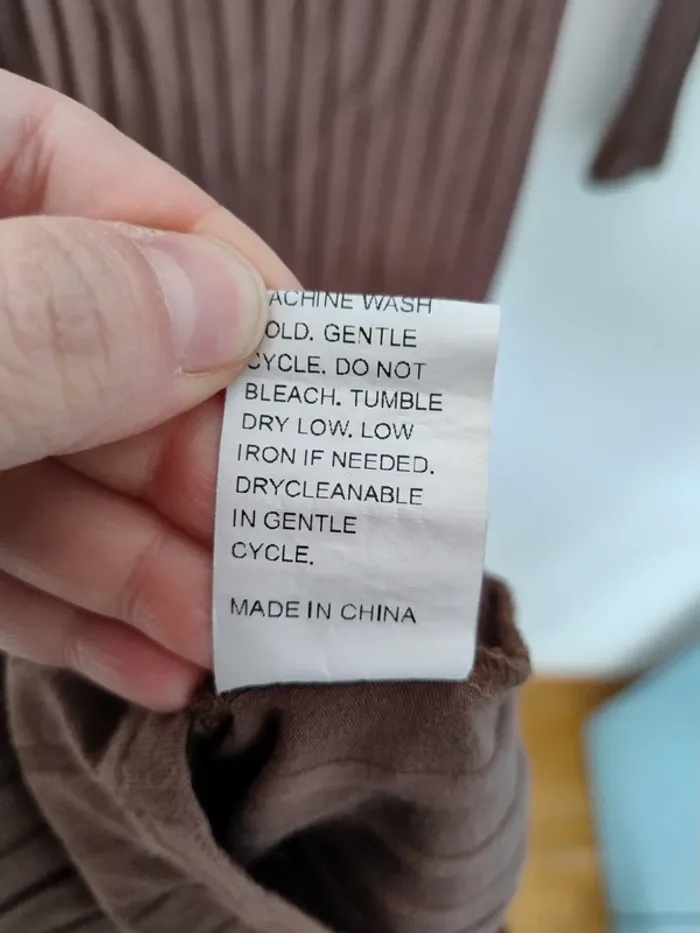 ACHINE WASH
OLD. GENTLE
CYCLE. DO NOT
BLEACH. TUMBLE
DRY LOW. LOW
IRON IF NEEDED.
DRYCLEANABLE
IN GENTLE
CYCLE.
MADE IN CHINA